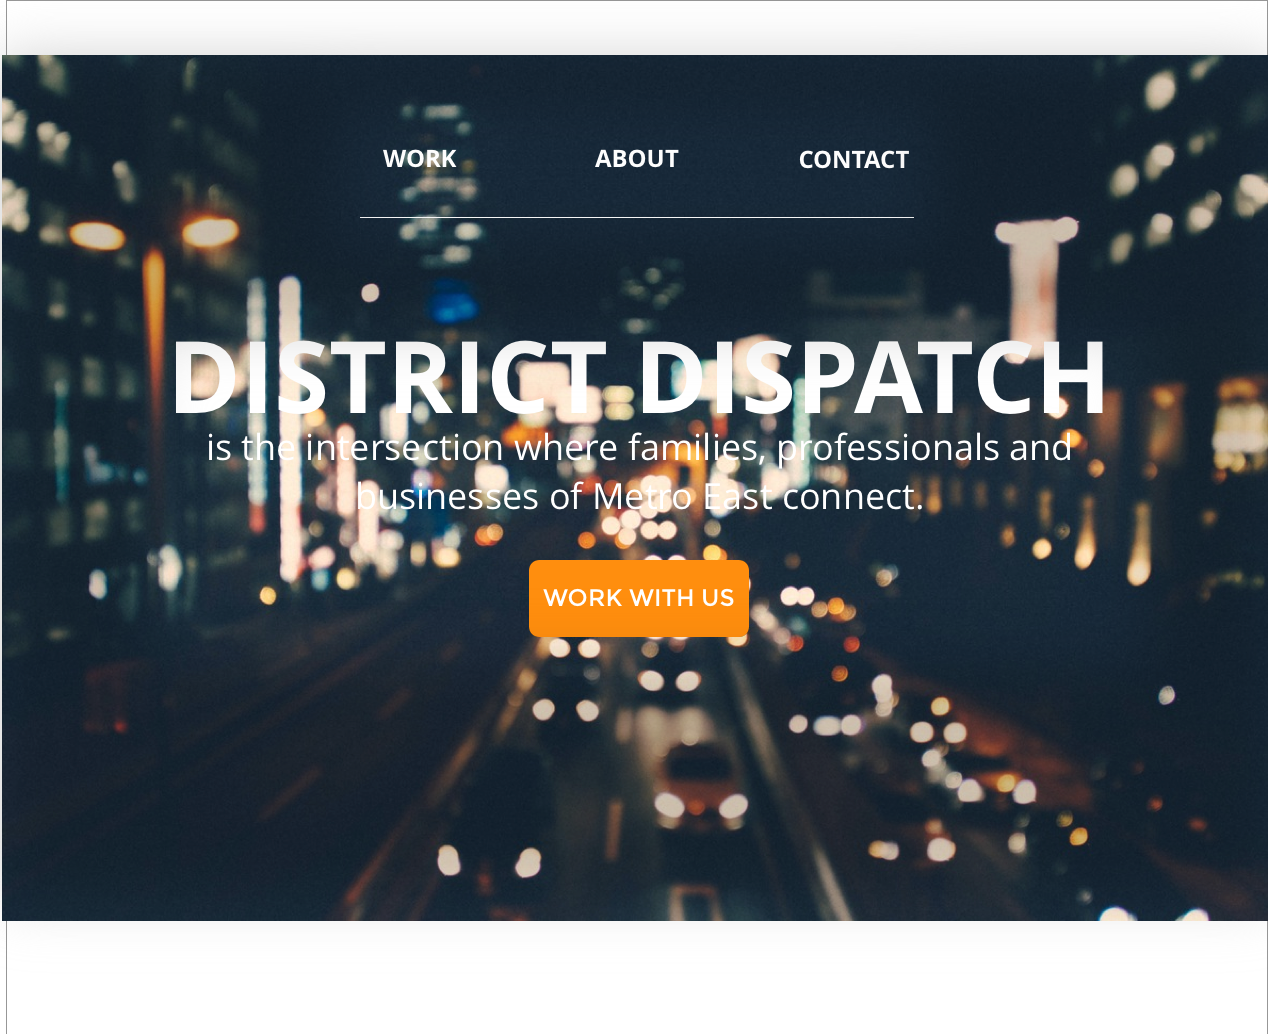 WORK ABOUT CONTACT
DISTRICT DISPATCH
is the intersection where families, professionals and
businesses of Metro East connect.
WORK WITH US